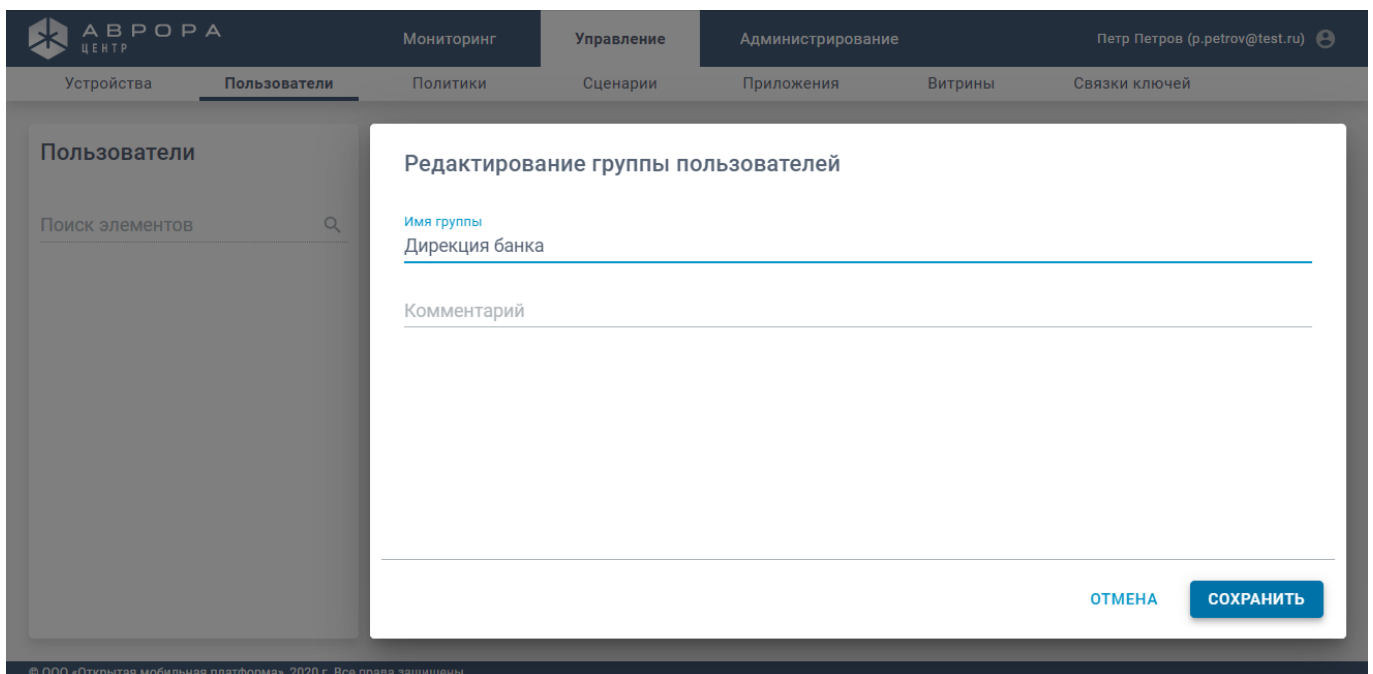 АВРОРА
ЦЕНТР
Мониторинг
Управление
Администрирование
Петр Петров (p.petrov@test.ru)
Устройства
Пользователи
Политики
Сценарии
Приложения
Витрины
Связки ключей
Пользователи
Поиск элементов
Редактирование группы пользователей
Имя группы
Дирекция банка
Комментарий
ОТМЕНА
СОХРАНИТЬ
© ООО «Открытая мобильная платформа», 2020 г. Все права защищены